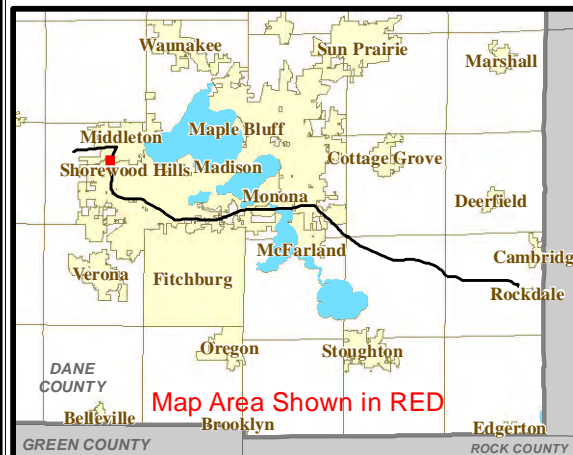 Waunakee
Sun Prairie
Marshall
Middleton
Maple Bluff
Cottage Grove
Shorewood Hills
Madison
Monona
Deerfield
McFarland
Cambridg
Verona
Fitchburg
Rockdale
Oregon
Stoughton
DANE
COUNTY
Map Area Shown in RED
Belleville
Brooklyn
Edgerton
GREEN COUNTY
ROCK COUNTY